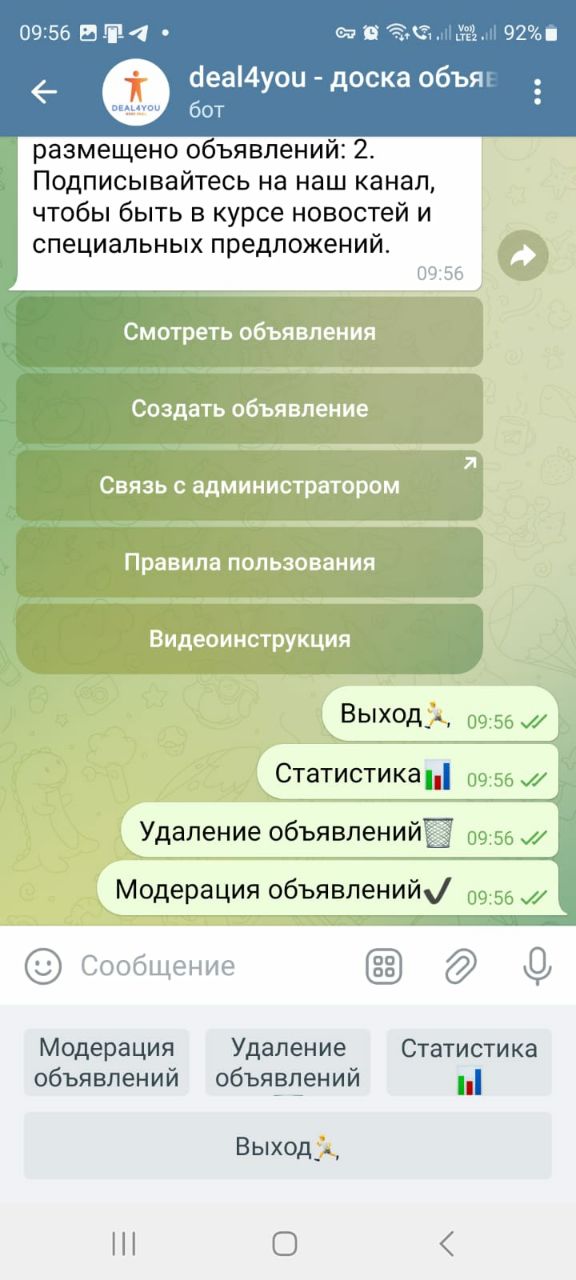 09:56
Vo))
LTE2
92%
deal4you - доска объяв
бот
DEAL4YOU
размещено объявлений: 2.
Подписывайтесь на наш канал,
чтобы быть в курсе новостей и
специальных предложений.
09:56
Смотреть объявления
Создать объявление
Связь с администратором
Правила пользования
Видеоинструкция
Выход🏃 09:56
Статистика📊 09:56
Удаление объявлений🗑 09:56
Модерация объявлений✔ 09:56
Сообщение
Модерация
объявлений
Удаление
объявлений
Статистика
📊
Выход🏃